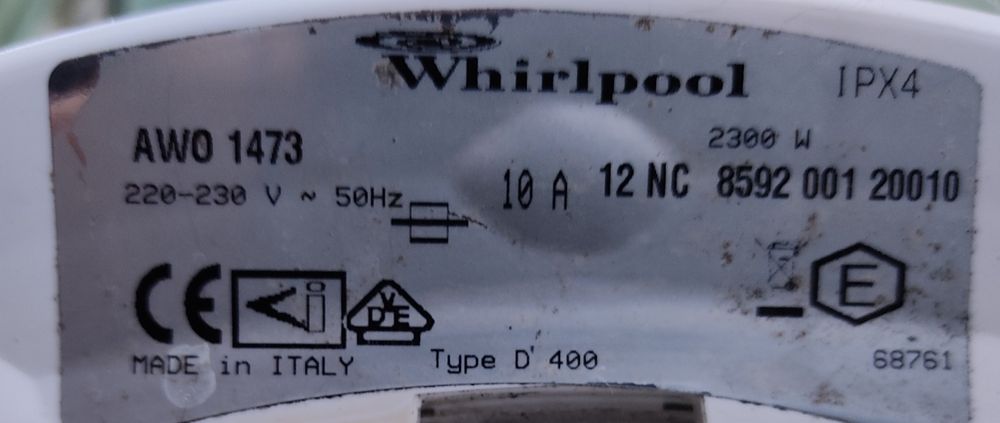 Whirlpool
IPX4
AWO 1473
2300 W
220-230 V ~ 50Hz
10 A
12 NC 8592 001 20010
CE
i
VDE
E
MADE in ITALY
Type D' 400
68761